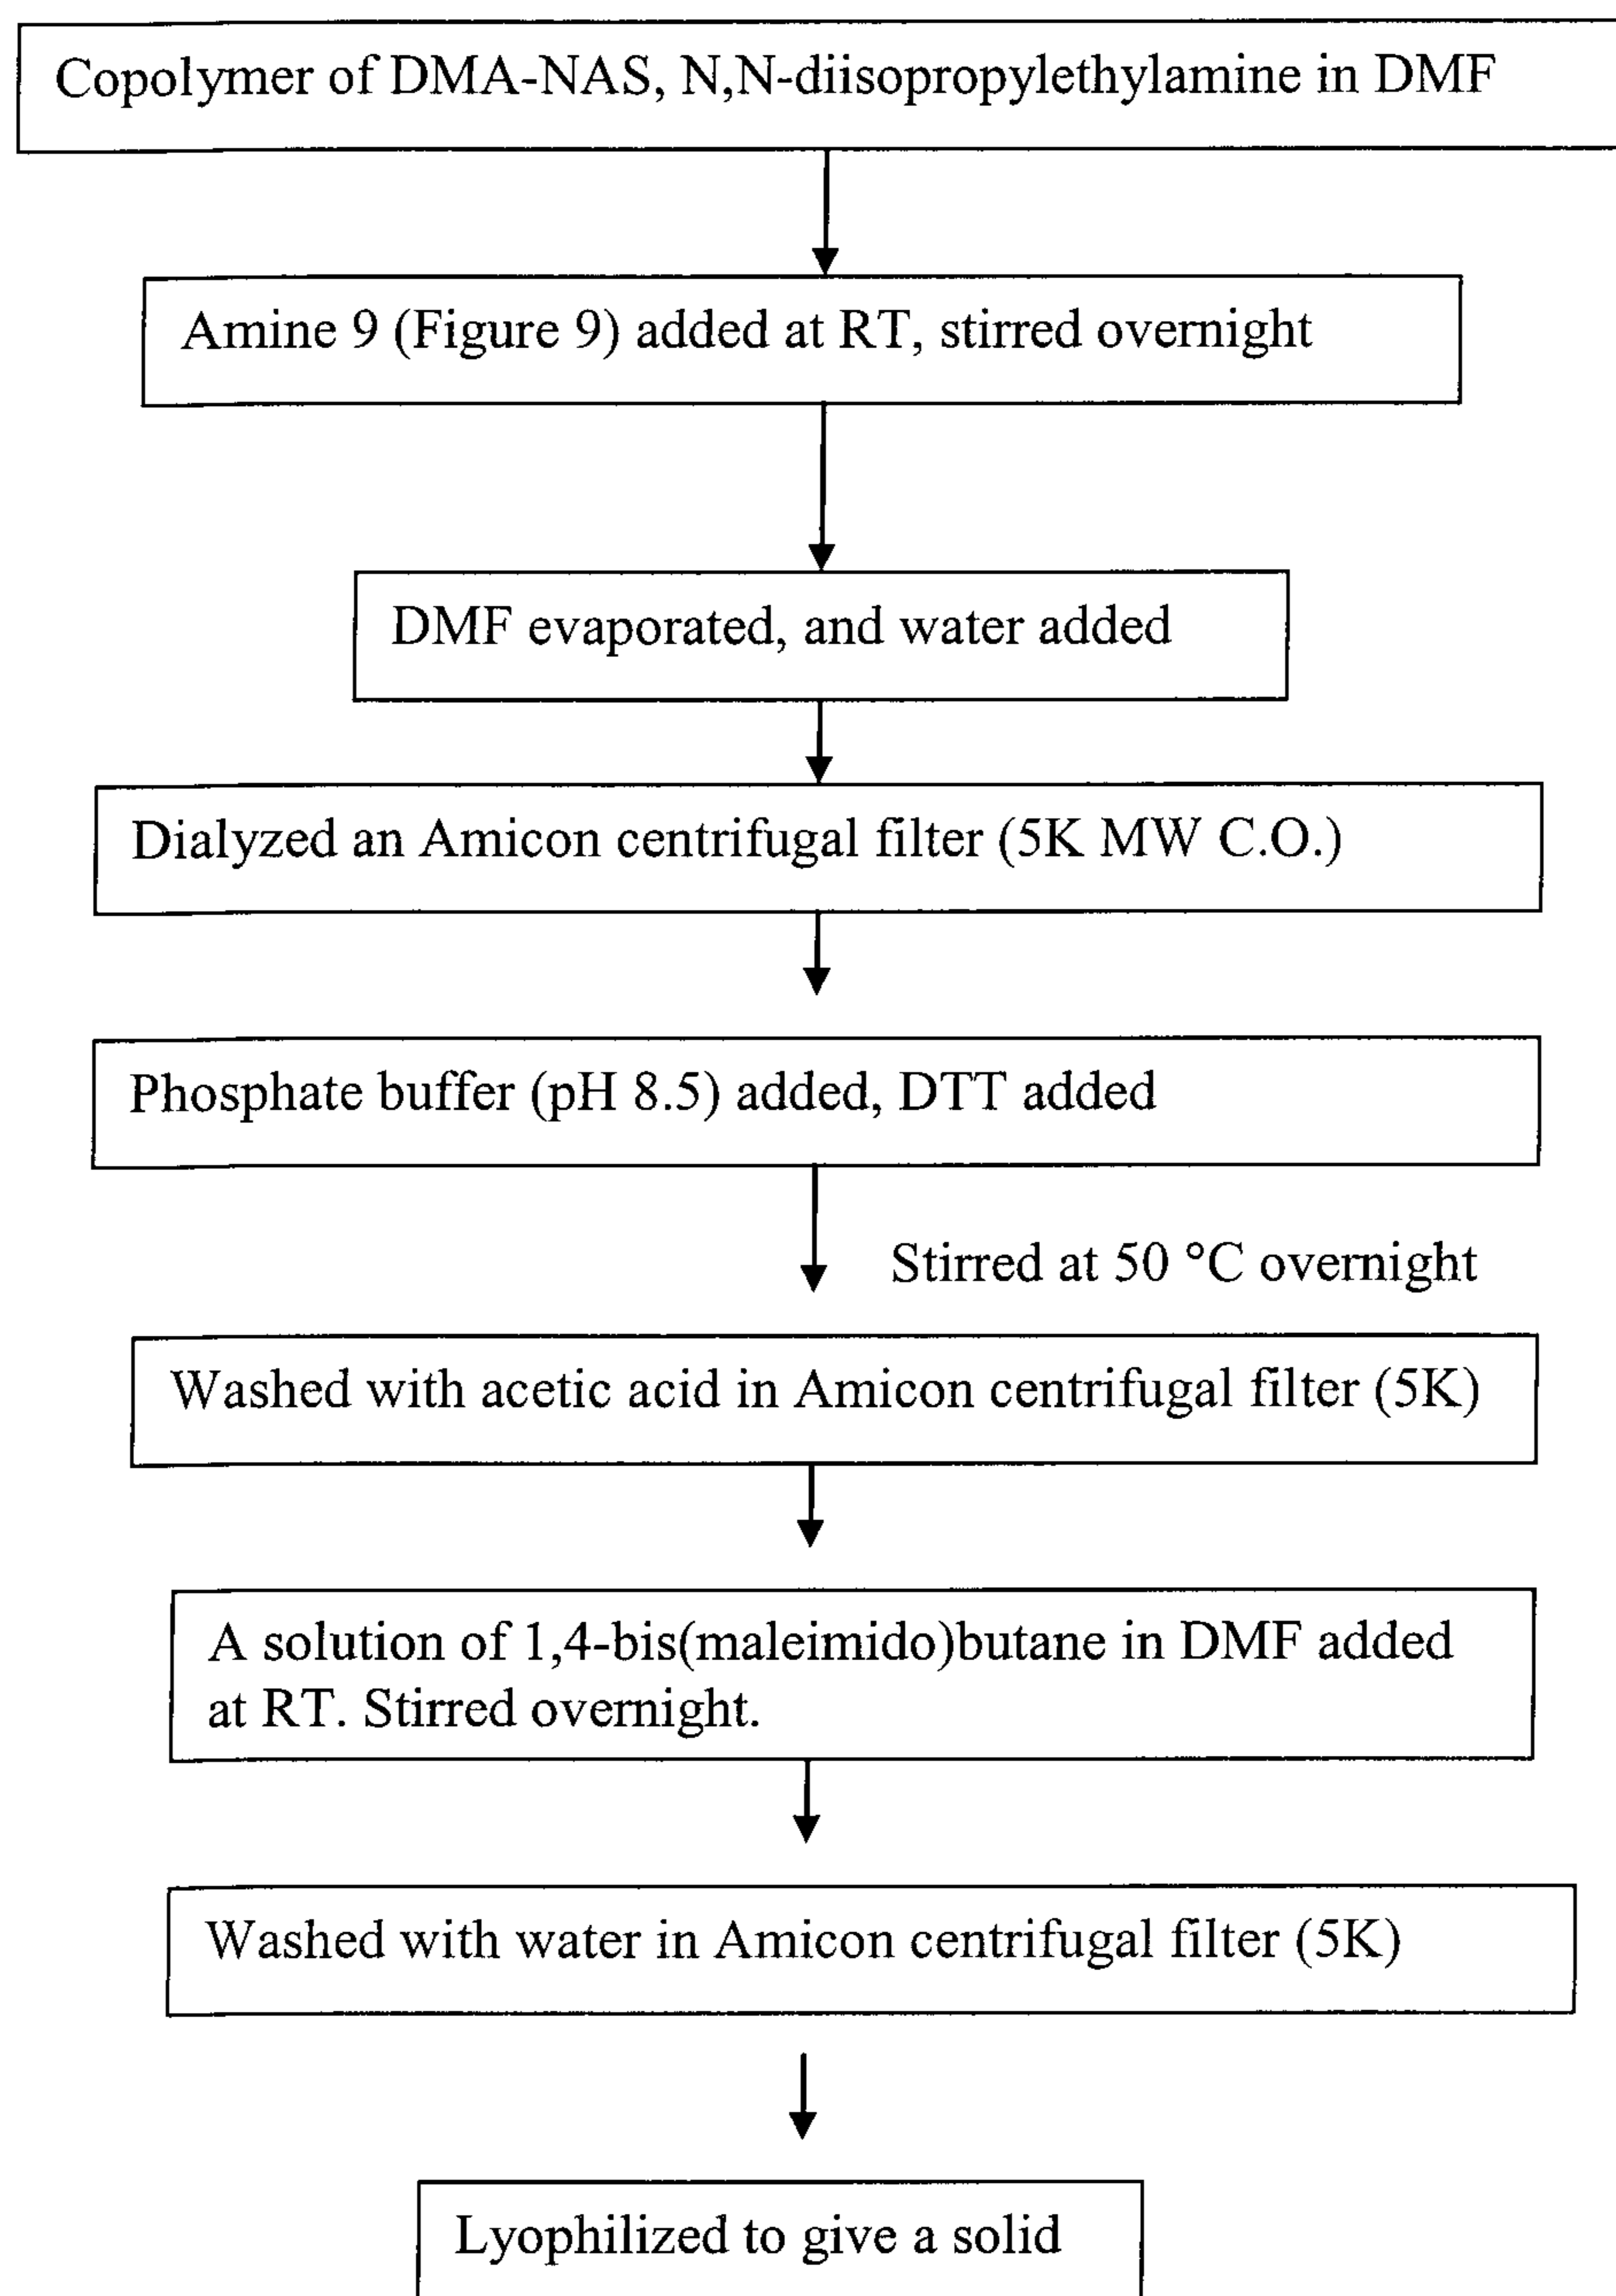 Copolymer of DMA-NAS, N,N-diisopropylethylamine in DMF
Amine 9 (Figure 9) added at RT, stirred overnight
DMF evaporated, and water added
Dialyzed an Amicon centrifugal filter (5K MW C.O.)
Phosphate buffer (pH 8.5) added, DTT added
Stirred at 50 °C overnight
Washed with acetic acid in Amicon centrifugal filter (5K)
A solution of 1,4-bis(maleimido)butane in DMF added
at RT. Stirred overnight.
Washed with water in Amicon centrifugal filter (5K)
Lyophilized to give a solid